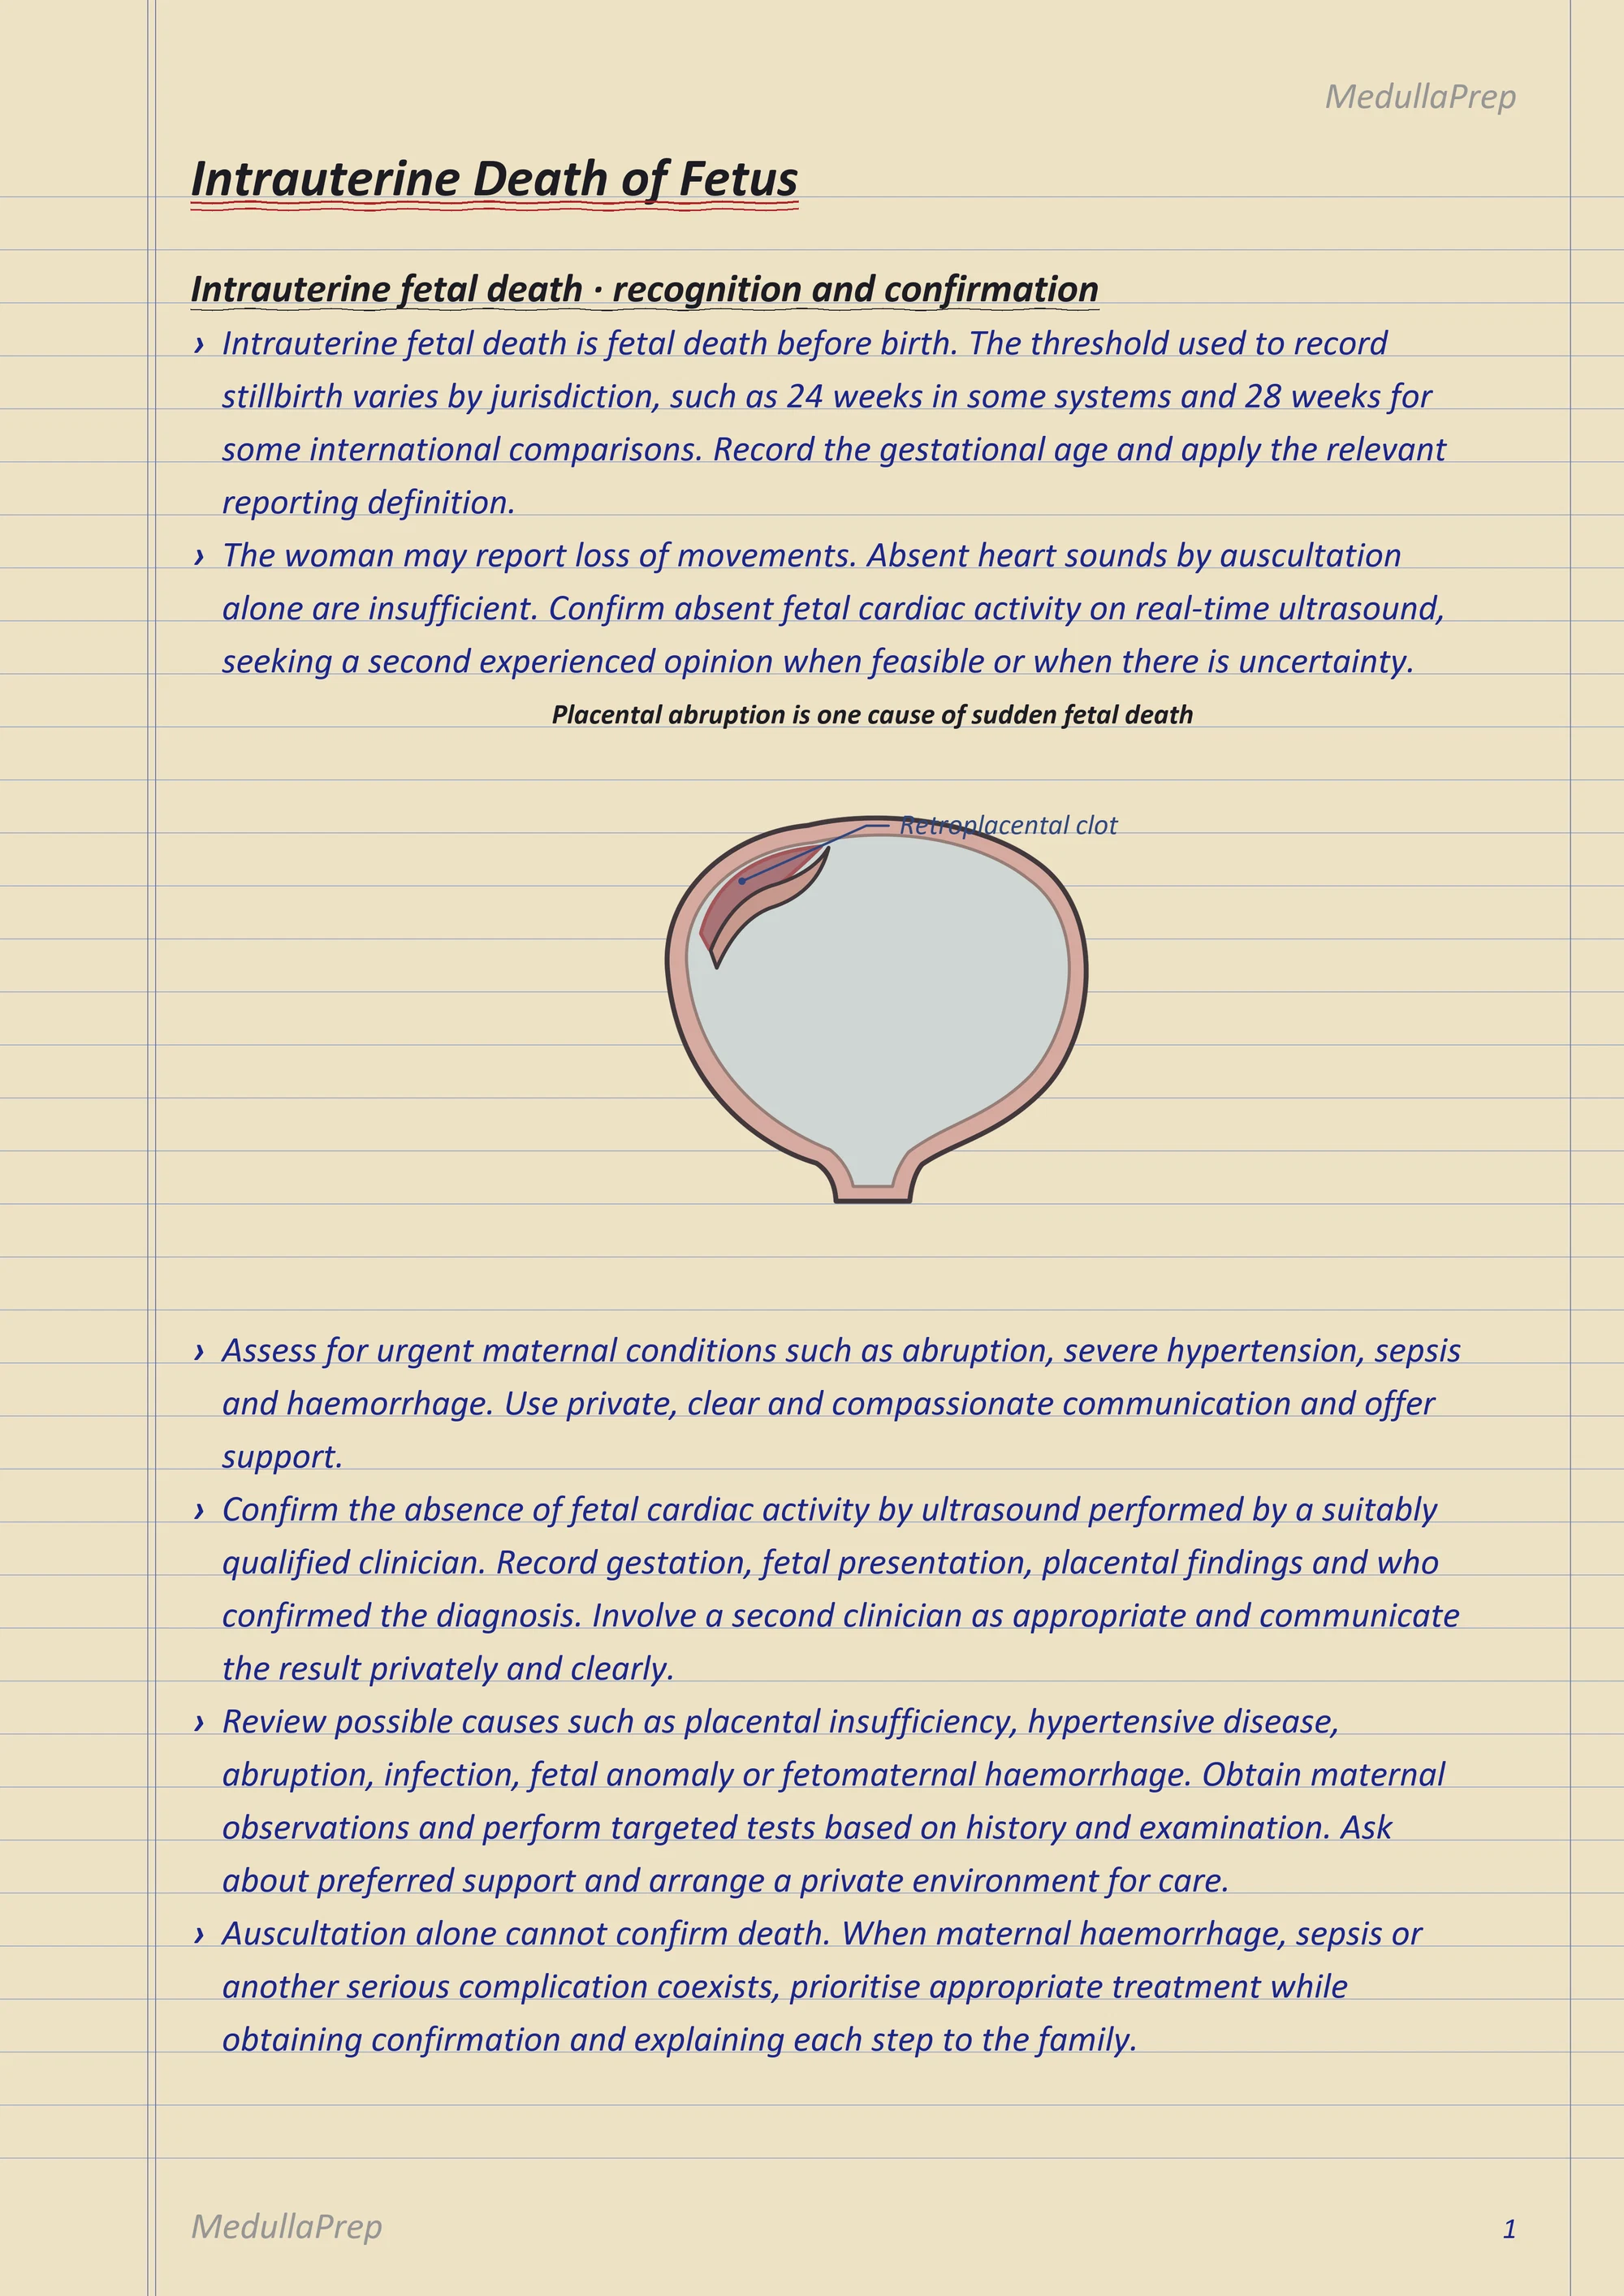 MedullaPrep
Intrauterine Death of Fetus
Intrauterine fetal death · recognition and confirmation
› Intrauterine fetal death is fetal death before birth. The threshold used to record
stillbirth varies by jurisdiction, such as 24 weeks in some systems and 28 weeks for
some international comparisons. Record the gestational age and apply the relevant
reporting definition.
› The woman may report loss of movements. Absent heart sounds by auscultation
alone are insufficient. Confirm absent fetal cardiac activity on real-time ultrasound,
seeking a second experienced opinion when feasible or when there is uncertainty.
Placental abruption is one cause of sudden fetal death
Retroplacental clot
› Assess for urgent maternal conditions such as abruption, severe hypertension, sepsis
and haemorrhage. Use private, clear and compassionate communication and offer
support.
› Confirm the absence of fetal cardiac activity by ultrasound performed by a suitably
qualified clinician. Record gestation, fetal presentation, placental findings and who
confirmed the diagnosis. Involve a second clinician as appropriate and communicate
the result privately and clearly.
› Review possible causes such as placental insufficiency, hypertensive disease,
abruption, infection, fetal anomaly or fetomaternal haemorrhage. Obtain maternal
observations and perform targeted tests based on history and examination. Ask
about preferred support and arrange a private environment for care.
› Auscultation alone cannot confirm death. When maternal haemorrhage, sepsis or
another serious complication coexists, prioritise appropriate treatment while
obtaining confirmation and explaining each step to the family.
MedullaPrep
1